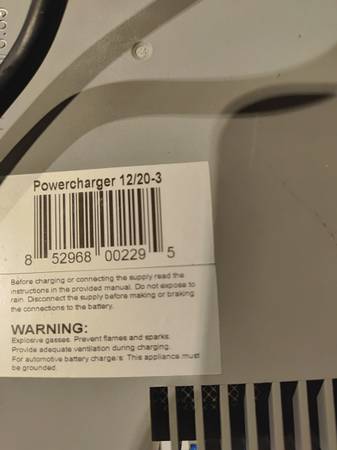 Powercharger 12/20-3
8 52968 00229 5
Before charging or connecting the supply read the
instructions in the provided manual. Do not expose to
rain. Disconnect the supply before making or braking
the connections to the battery.
WARNING:
Explosive gasses. Prevent flames and sparks.
Provide adequate ventilation during charging.
For automotive battery charge/s: This appliance must
be grounded.